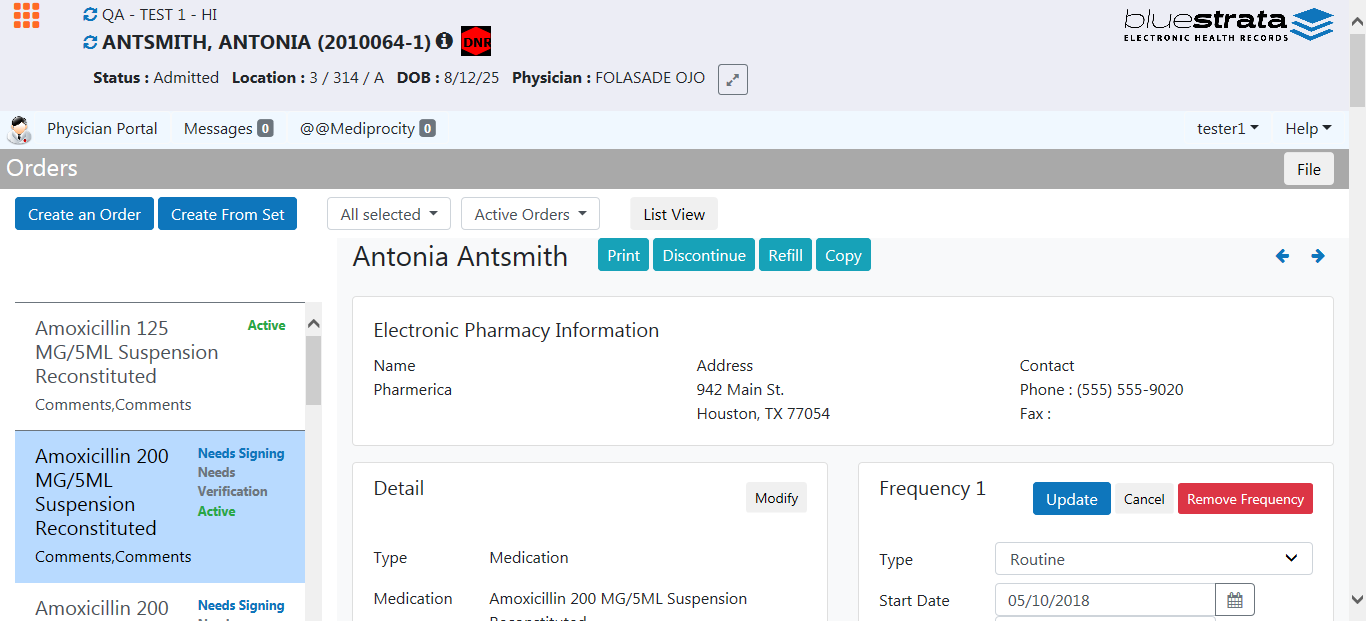 QA - TEST 1 - HI
ANTSMITH, ANTONIA (2010064-1) DNR
bluestrata
ELECTRONIC HEALTH RECORDS
Status : Admitted Location : 3 / 314 / A DOB : 8/12/25 Physician : FOLASADE OJO
Physician Portal Messages 0 @@Mediprocity 0 tester1 Help
Orders File
Create an Order Create From Set All selected Active Orders List View
Antonia Antsmith Print Discontinue Refill Copy
Amoxicillin 125
MG/5ML Suspension
Reconstituted
Active
Comments,Comments
Amoxicillin 200
MG/5ML
Suspension
Reconstituted
Needs Signing
Needs
Verification
Active
Comments,Comments
Amoxicillin 200
Needs Signing
Electronic Pharmacy Information
Name
Pharmerica
Address
942 Main St.
Houston, TX 77054
Contact
Phone : (555) 555-9020
Fax :
Detail Modify
Type Medication
Medication Amoxicillin 200 MG/5ML Suspension
Reconstituted
Frequency 1 Update Cancel Remove Frequency
Type Routine
Start Date 05/10/2018